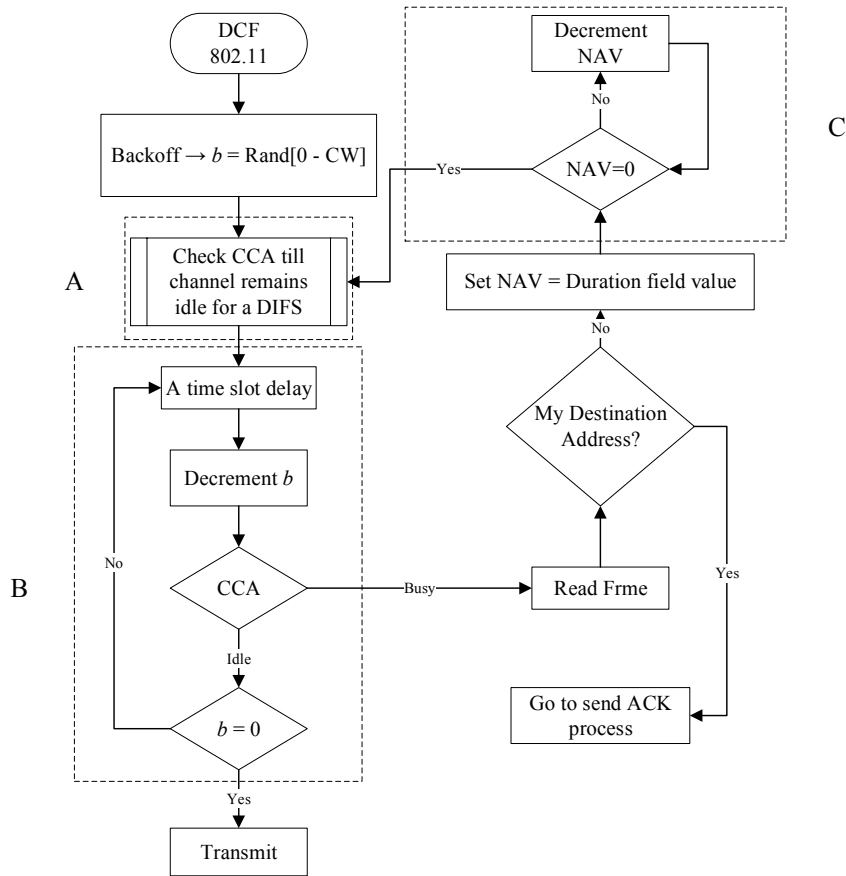 DCF
802.11
Backoff → b = Rand[0 - CW]
A
Check CCA till
channel remains
idle for a DIFS
B
A time slot delay
Decrement b
No
CCA
Busy
Idle
b = 0
Yes
Transmit
C
Decrement
NAV
No
NAV=0
Yes
Set NAV = Duration field value
No
My Destination
Address?
Yes
Read Frme
Go to send ACK
process